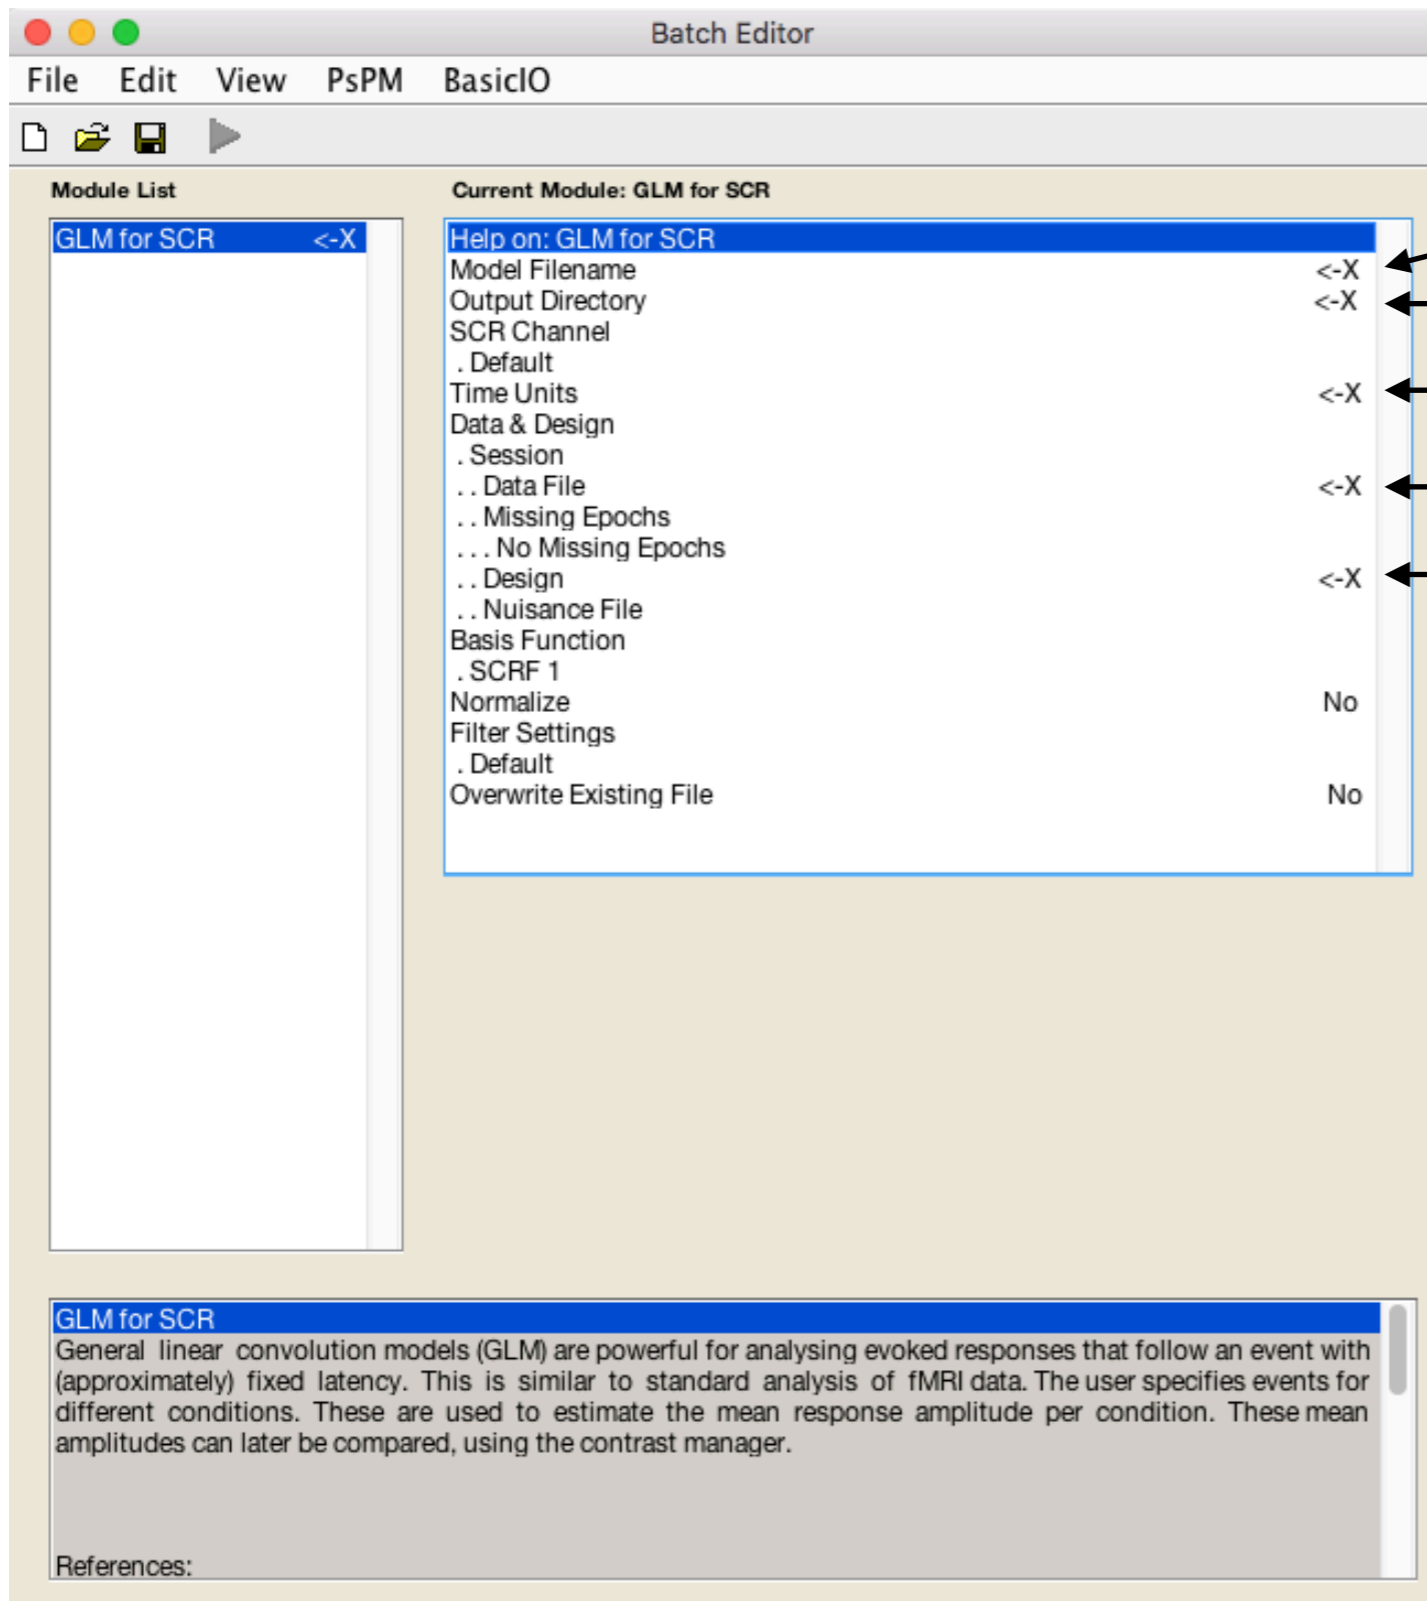 Batch Editor
File Edit View PsPM BasicIO
Module List
GLM for SCR <-X
Current Module: GLM for SCR
Help on: GLM for SCR
Model Filename <-X
Output Directory <-X
SCR Channel
. Default
Time Units <-X
Data & Design
. Session
. . Data File <-X
. . Missing Epochs
. . . No Missing Epochs
. . Design <-X
. . Nuisance File
Basis Function
. SCRF 1
Normalize No
Filter Settings
. Default
Overwrite Existing File No
GLM for SCR
General linear convolution models (GLM) are powerful for analysing evoked responses that follow an event with
(approximately) fixed latency. This is similar to standard analysis of fMRI data. The user specifies events for
different conditions. These are used to estimate the mean response amplitude per condition. These mean
amplitudes can later be compared, using the contrast manager.
References: